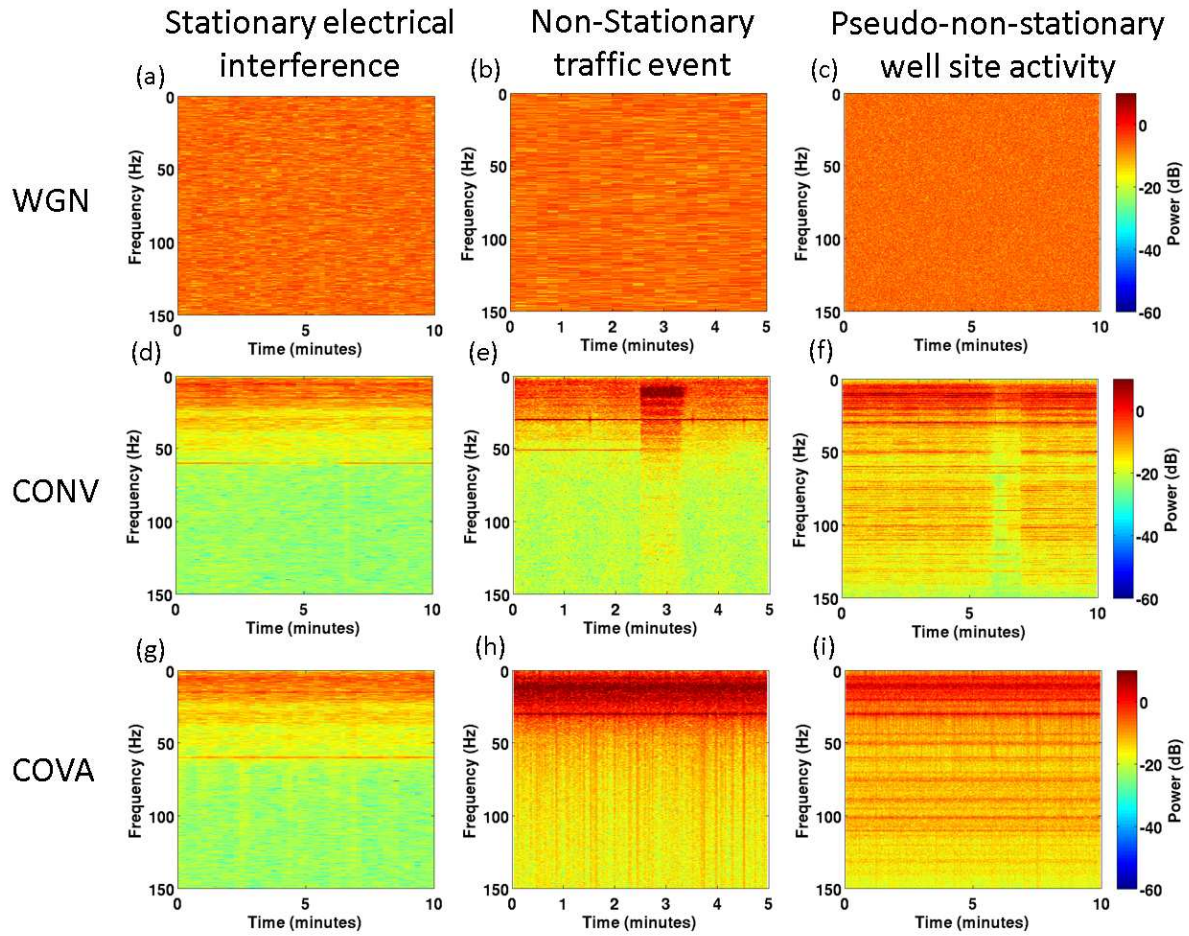 Stationary electrical
interference
Non-Stationary
traffic event
Pseudo-non-stationary
well site activity
WGN
(a)
0
50
100
150
Frequency (Hz)
0 5 10
Time (minutes)
(b)
0
50
100
150
Frequency (Hz)
0 1 2 3 4 5
Time (minutes)
(c)
0
50
100
150
Frequency (Hz)
0 5 10
Time (minutes)
0
-20
-40
-60
Power (dB)
CONV
(d)
0
50
100
150
Frequency (Hz)
0 5 10
Time (minutes)
(e)
0
50
100
150
Frequency (Hz)
0 1 2 3 4 5
Time (minutes)
(f)
0
50
100
150
Frequency (Hz)
0 5 10
Time (minutes)
0
-20
-40
-60
Power (dB)
COVA
(g)
0
50
100
150
Frequency (Hz)
0 5 10
Time (minutes)
(h)
0
50
100
150
Frequency (Hz)
0 1 2 3 4 5
Time (minutes)
(i)
0
50
100
150
Frequency (Hz)
0 5 10
Time (minutes)
0
-20
-40
-60
Power (dB)